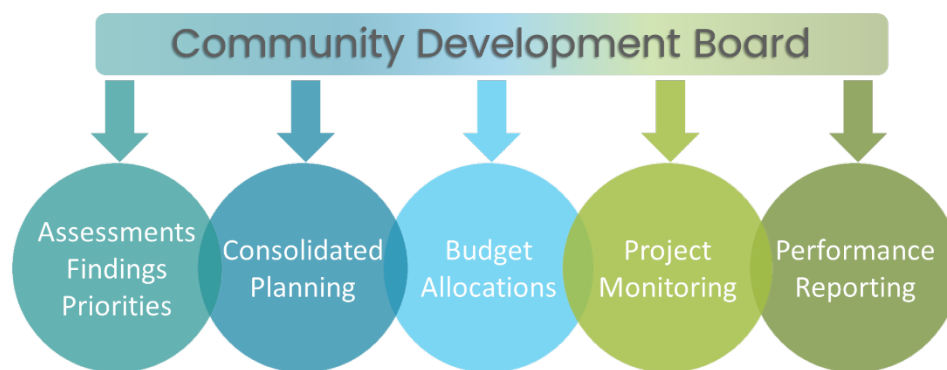 Community Development Board
Assessments
Findings
Priorities
Consolidated
Planning
Budget
Allocations
Project
Monitoring
Performance
Reporting